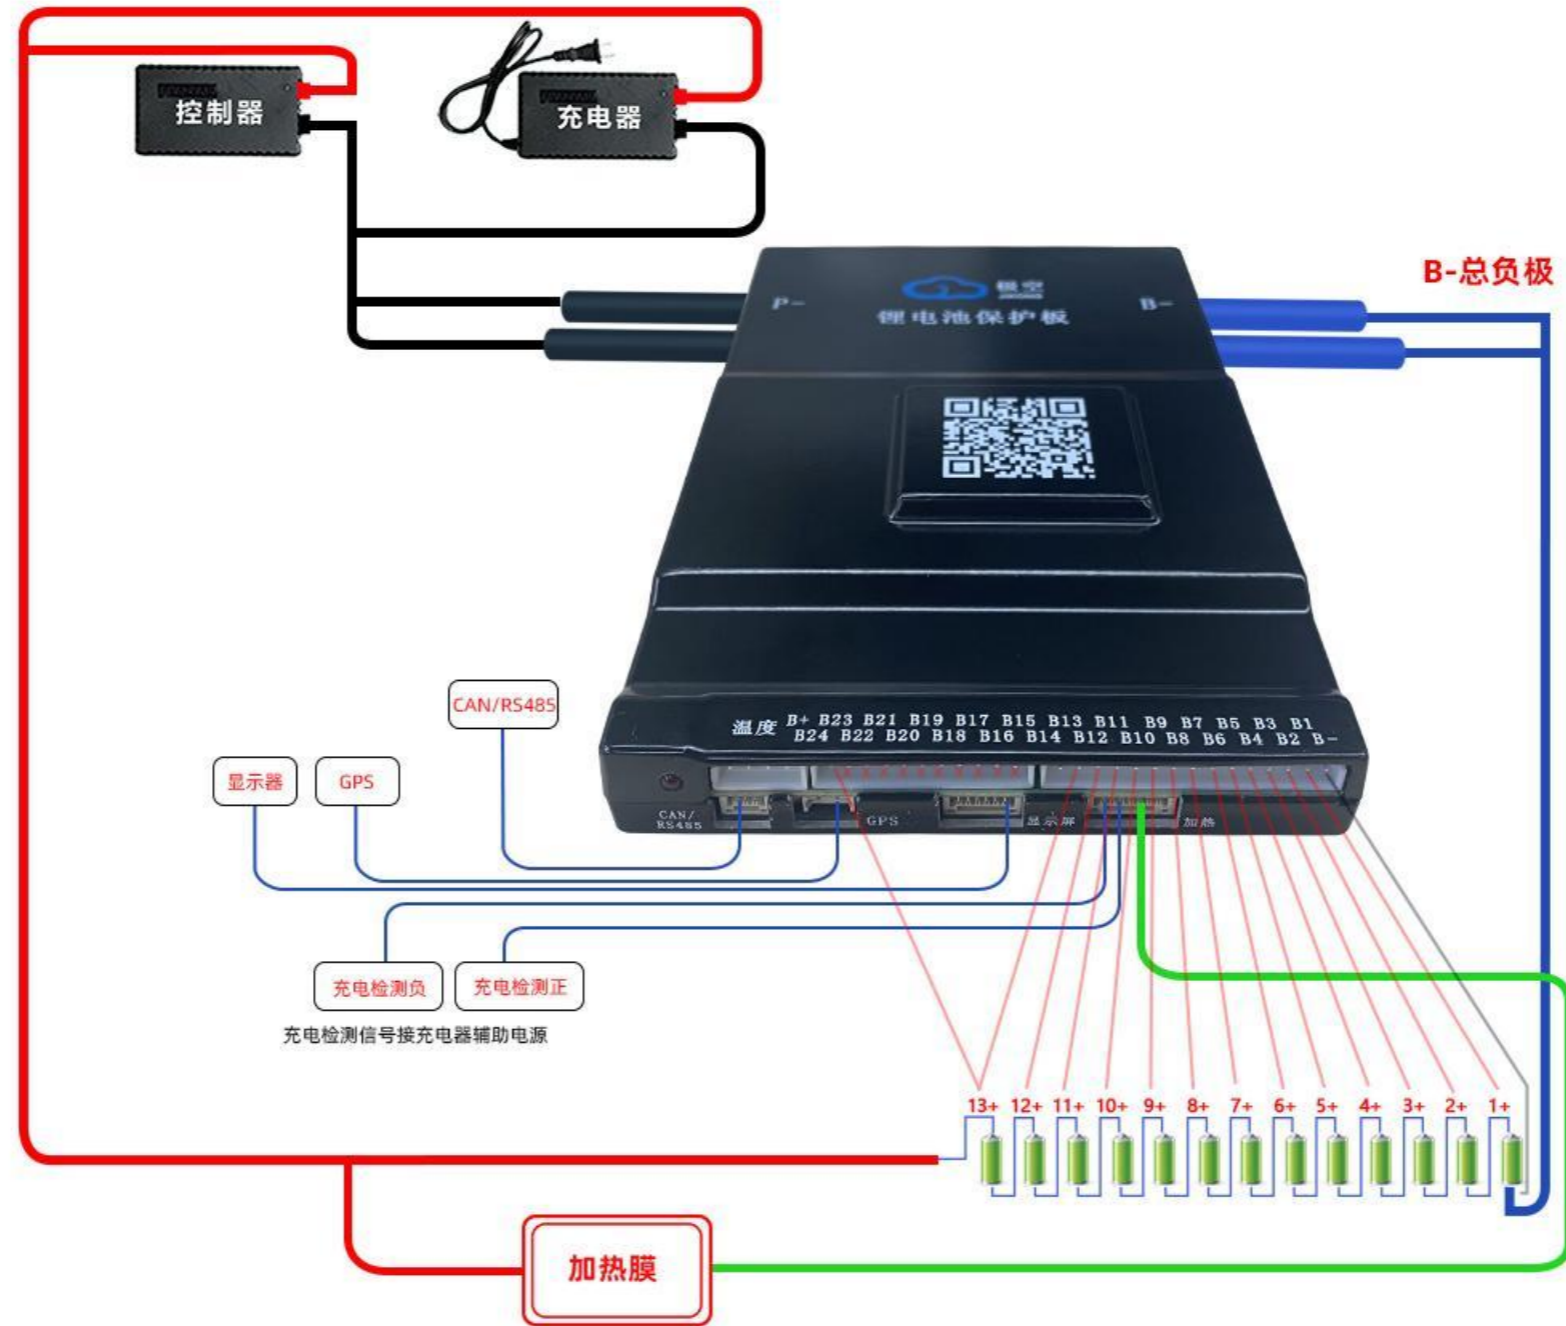 控制器
充电器
B-总负极
极空
P-
B-
锂电池保护板
CAN/RS485
显示器
GPS
温度
B+ B23 B21 B19 B17 B15 B13 B11 B9 B7 B5 B3 B1
B24 B22 B20 B18 B16 B14 B12 B10 B8 B6 B4 B2 B-
CAN/
RS485
GPS
显示屏
加热
充电检测负
充电检测正
充电检测信号接充电器辅助电源
13+ 12+ 11+ 10+ 9+ 8+ 7+ 6+ 5+ 4+ 3+ 2+ 1+
加热膜